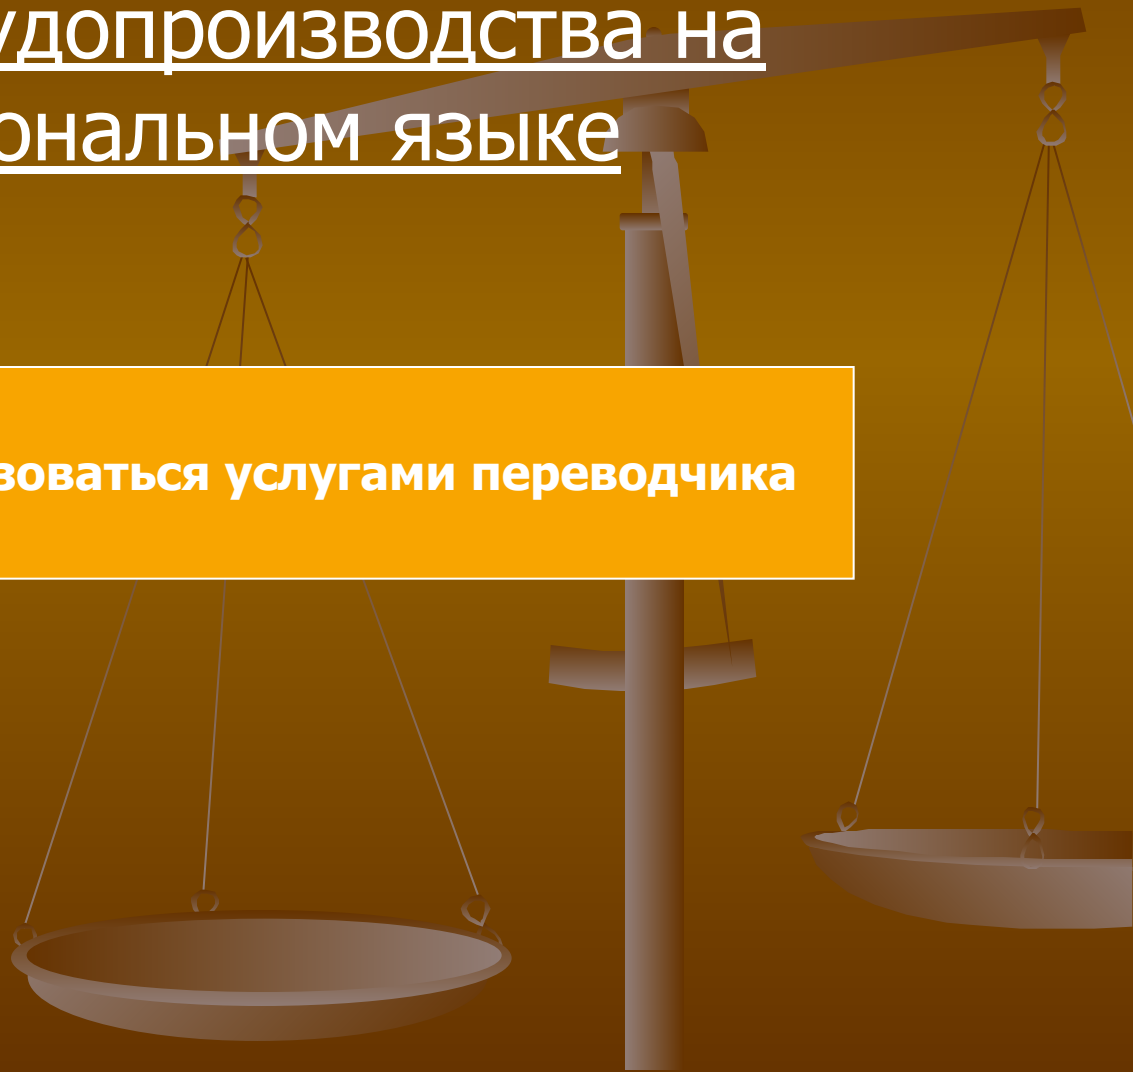 удопроизводства на
ональном языке
зоваться услугами переводчика